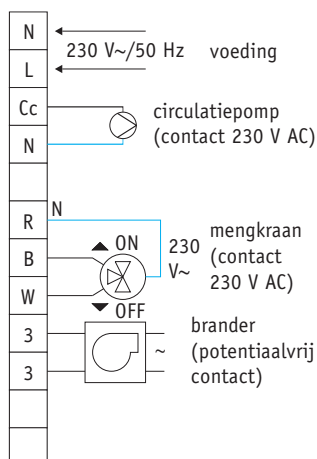 N
230 V~/50 Hz voeding
L
Cc
circulatiepomp
(contact 230 V AC)
N
R N
ON
B
230
V~
mengkraan
(contact
230 V AC)
W
OFF
3
brander
(potentiaalvrij
contact)
~
3